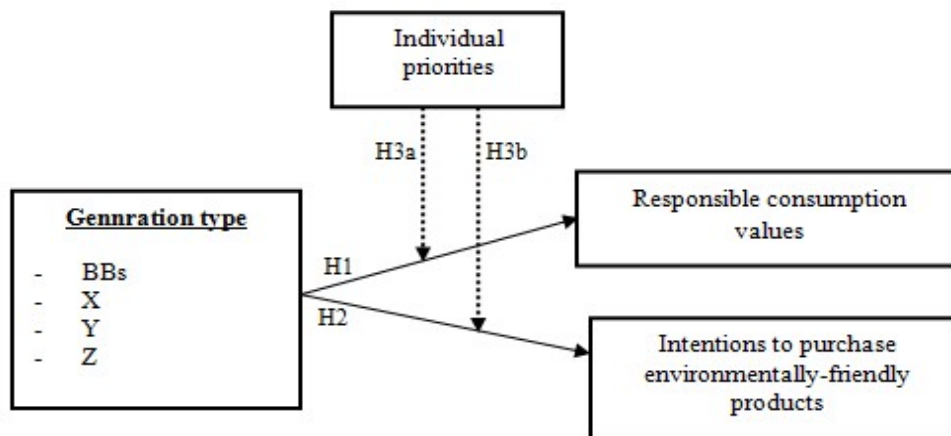 Individual
priorities
H3a
H3b
Gennration type
- BBs
- X
- Y
- Z
H1
H2
Responsible consumption
values
Intentions to purchase
environmentally-friendly
products